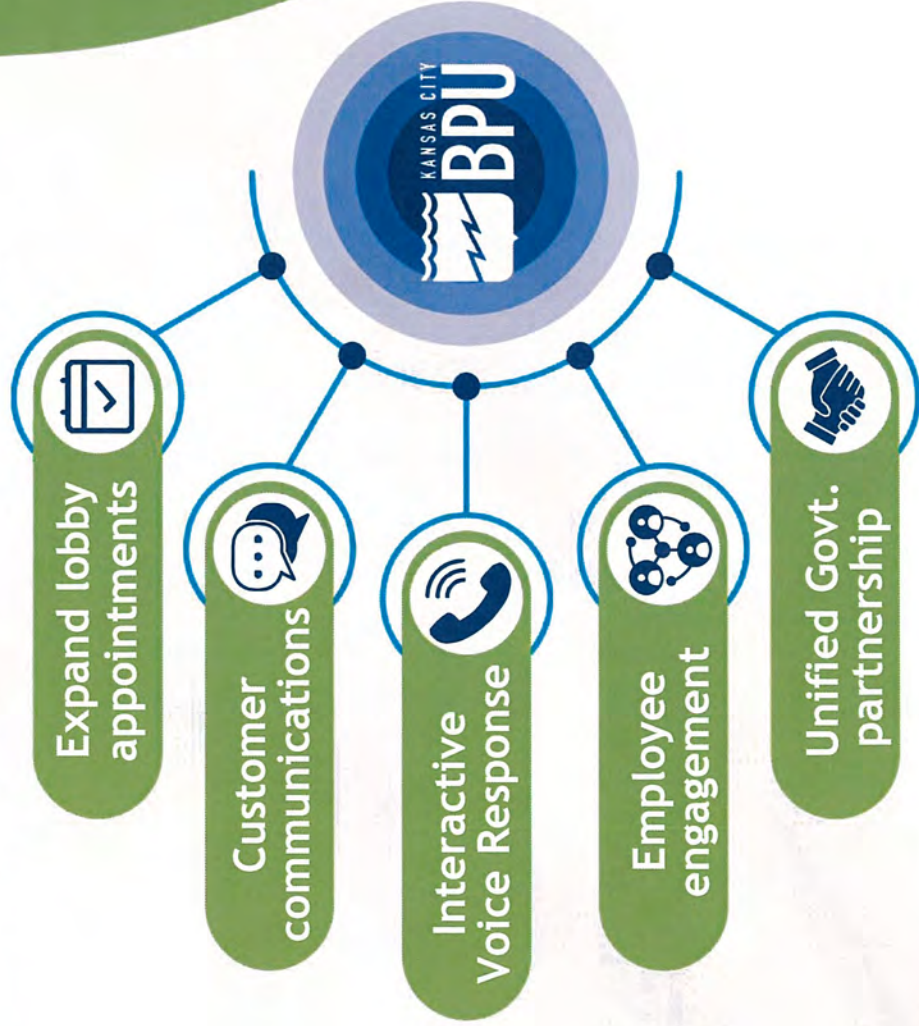 KANSAS CITY
BPU
Expand lobby
appointments
Customer
communications
Interactive
Voice Response
Employee
engagement
Unified Govt.
partnership